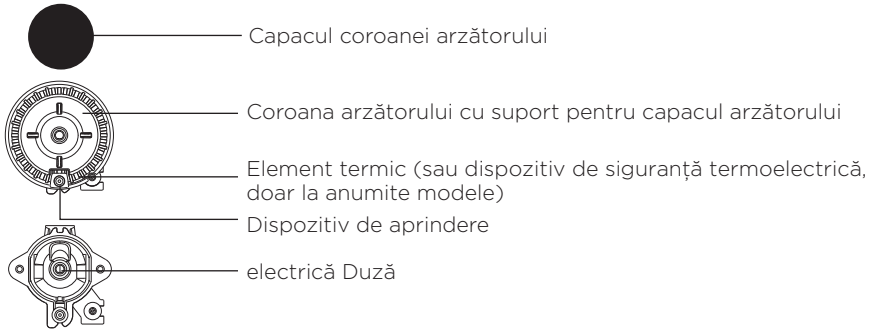 Capacul coroanei arzătorului
Coroana arzătorului cu suport pentru capacul arzătorului
Element termic (sau dispozitiv de siguranță termoelectrică,
doar la anumite modele)
Dispozitiv de aprindere
electrică Duză